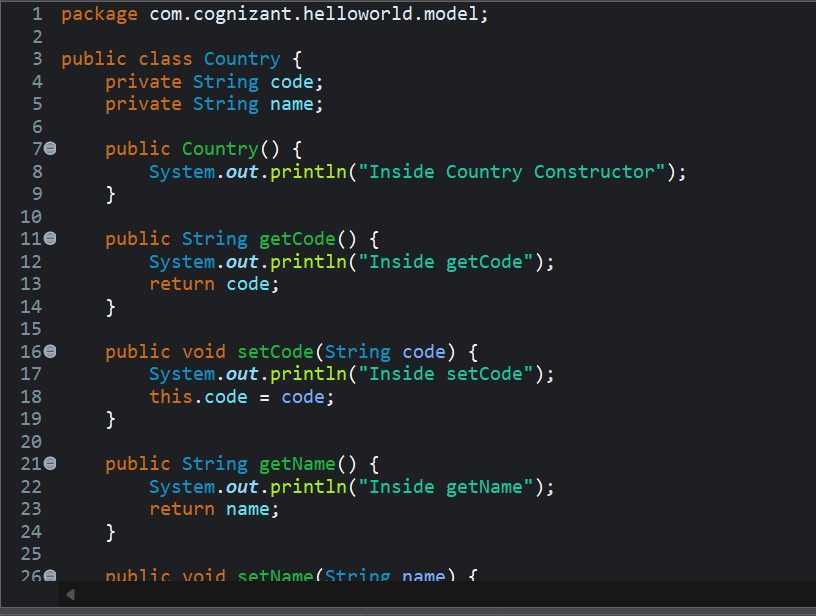 1 package com.cognizant.helloworld.model;
2
3 public class Country {
4     private String code;
5     private String name;
6
7     public Country() {
8         System.out.println("Inside Country Constructor");
9     }
10
11     public String getCode() {
12         System.out.println("Inside getCode");
13         return code;
14     }
15
16     public void setCode(String code) {
17         System.out.println("Inside setCode");
18         this.code = code;
19     }
20
21     public String getName() {
22         System.out.println("Inside getName");
23         return name;
24     }
25
26     public void setName(String name) {